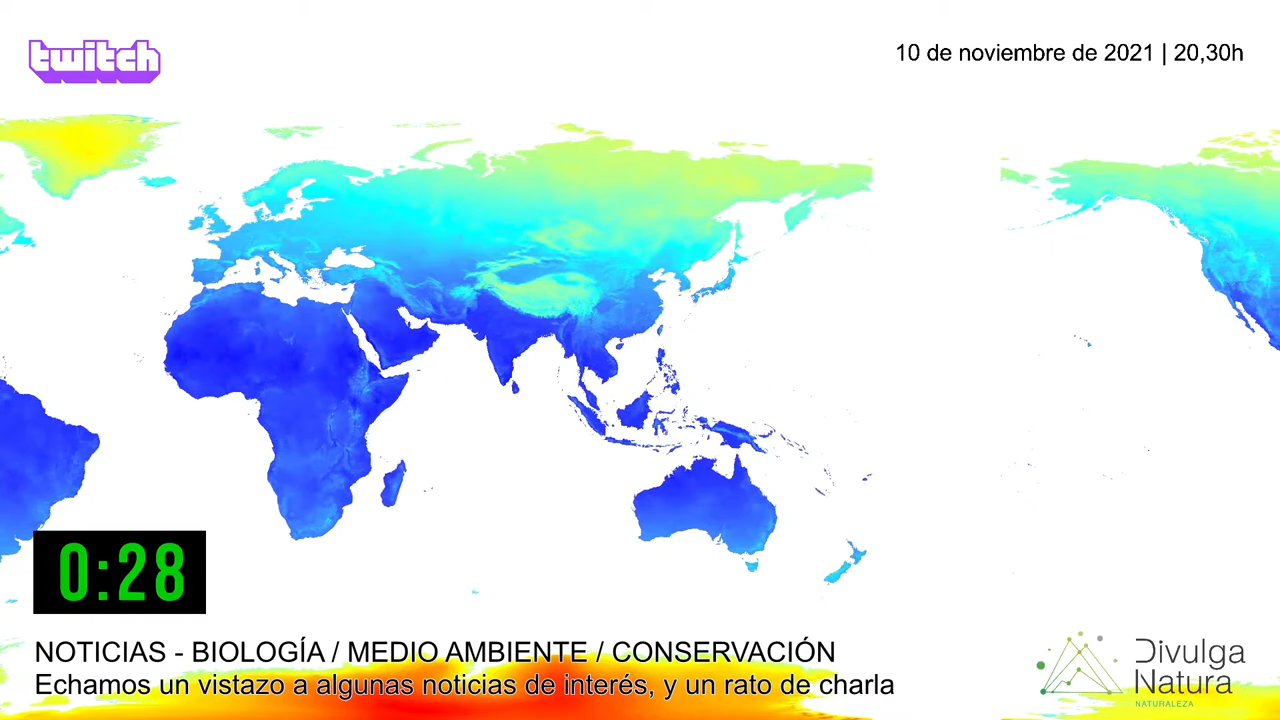 twitch
10 de noviembre de 2021 | 20,30h
0:28
NOTICIAS - BIOLOGÍA / MEDIO AMBIENTE / CONSERVACIÓN
Echamos un vistazo a algunas noticias de interés, y un rato de charla
Divulga
Natura
NATURALEZA